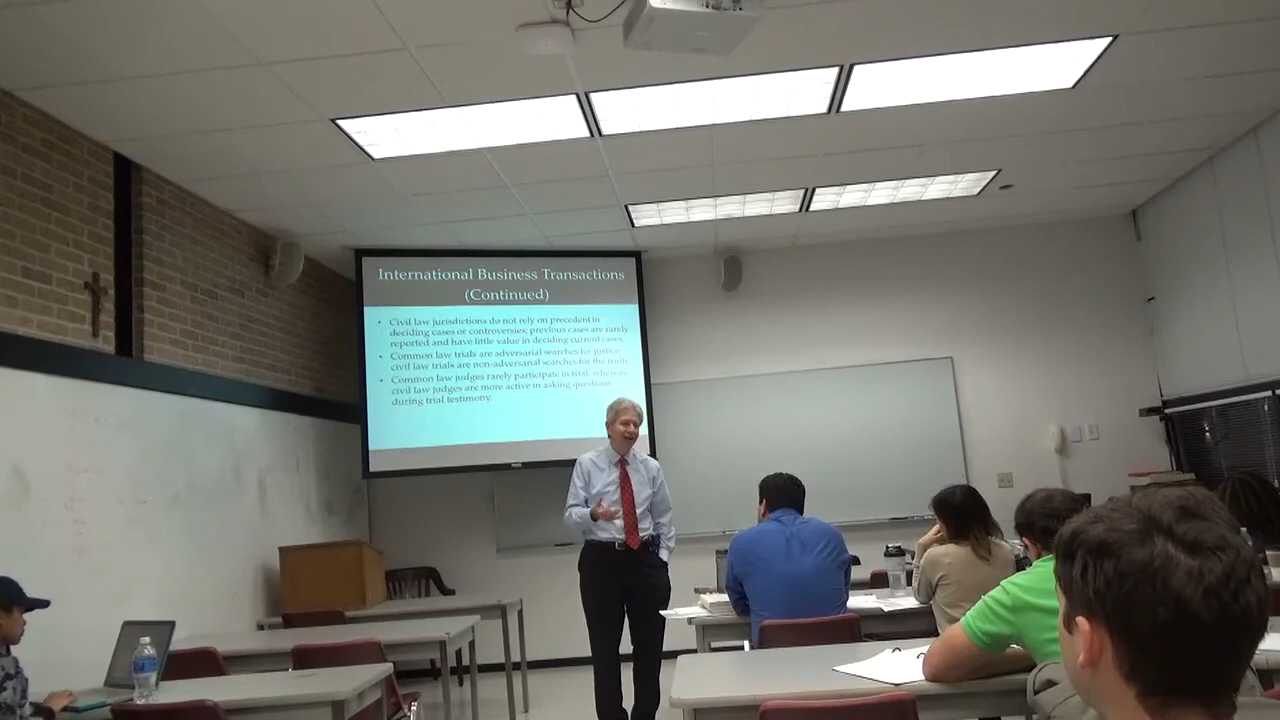 International Business Transactions
(Continued)
• Civil law jurisdictions do not rely on precedent in
deciding cases or controversies; previous cases are rarely
reported and have little value in deciding current cases
• Common law trials are adversarial searches for justice
civil law trials are non-adversarial searches for the truth
• Common law judges rarely participate in trial, whereas
civil law judges are more active in asking questions
during trial testimony.